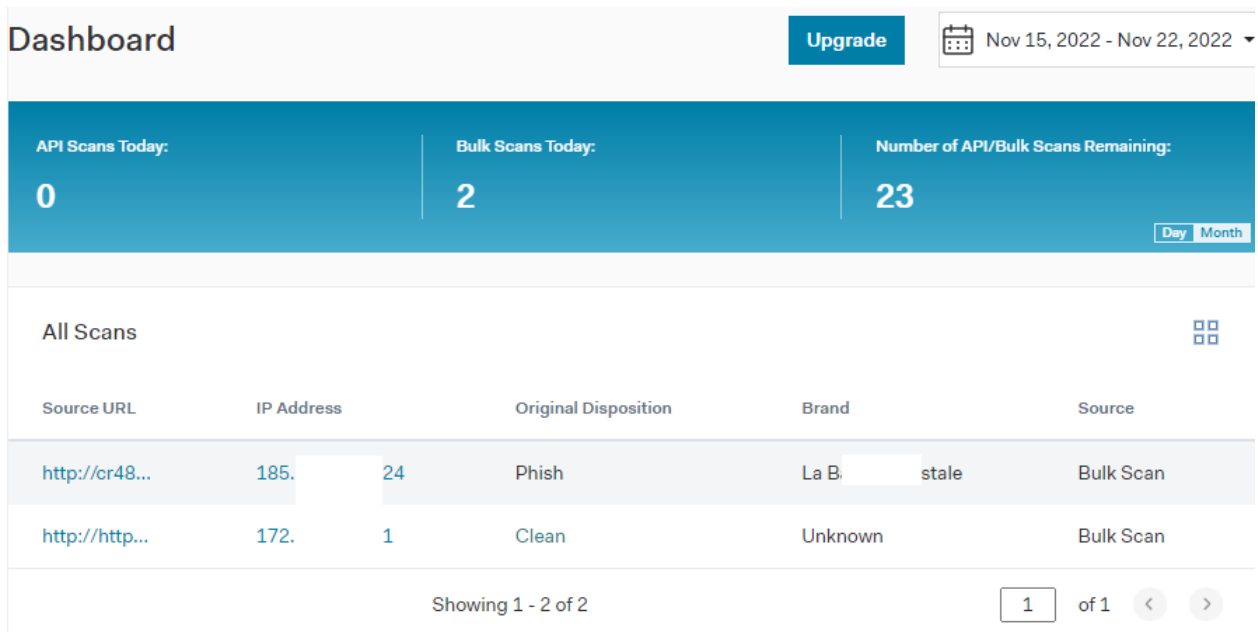 Dashboard
Upgrade
Nov 15, 2022 - Nov 22, 2022
API Scans Today:
Bulk Scans Today:
Number of API/Bulk Scans Remaining:
0
2
23
Day Month
All Scans
Source URL IP Address Original Disposition Brand Source
http://cr48... 185. 24 Phish La B stale Bulk Scan
http://http... 172. 1 Clean Unknown Bulk Scan
Showing 1 - 2 of 2
1 of 1